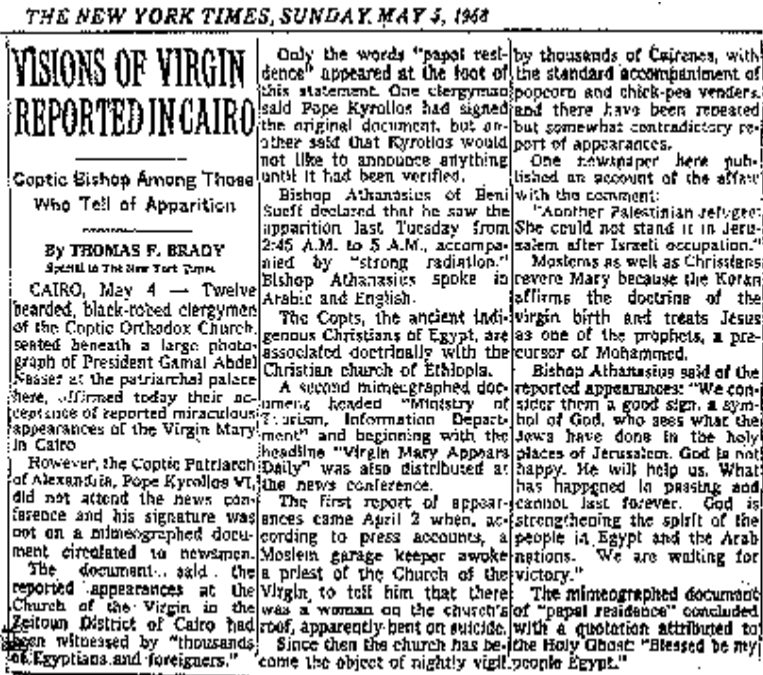 THE NEW YORK TIMES, SUNDAY, MAY 5, 1968
VISIONS OF VIRGIN
REPORTED IN CAIRO
Coptic Bishop Among Those
Who Tell of Apparition
By THOMAS F. BRADY
Special to The New York Times
CAIRO, May 4 — Twelve
bearded, black-robed clergymen
of the Coptic Orthodox Church,
seated beneath a large photo-
graph of President Gamal Abdel
Nasser at the patriarchal palace
here, affirmed today their ac-
ceptance of reported miraculous
appearances of the Virgin Mary
in Cairo
However, the Coptic Patriarch
of Alexandria, Pope Kyrollos VI,
did not attend the news con-
ference and his signature was
not on a mimeographed docu-
ment circulated to newsmen.
The document said the
reported appearances at the
Church of the Virgin in the
Zeitoun District of Cairo had
been witnessed by "thousands
of Egyptians and foreigners."
Only the words "papal resi-
dence" appeared at the foot of
this statement. One clergyman
said Pope Kyrollos had signed
the original document, but an-
other said that Kyrollos would
not like to announce anything
until it had been verified.
Bishop Athanasius of Beni
Sueff declared that he saw the
apparition last Tuesday from
2:45 A.M. to 5 A.M., accompa-
nied by "strong radiation."
Bishop Athanasius spoke in
Arabic and English.
The Copts, the ancient indi-
genous Christians of Egypt, are
associated doctrinally with the
Christian church of Ethiopia.
A second mimeographed doc-
ument headed "Ministry of
Tourism, Information Depart-
ment" and beginning with the
headline "Virgin Mary Appears
Daily" was also distributed at
the news conference.
The first report of appear-
ances came April 2 when, ac-
cording to press accounts, a
Moslem garage keeper awoke
a priest of the Church of the
Virgin to tell him that there
was a woman on the church's
roof, apparently bent on suicide.
Since then the church has be-
come the object of nightly vigil
by thousands of Cairenes, with
the standard accompaniment of
popcorn and chick-pea venders,
and there have been repeated
but somewhat contradictory re-
port of appearances.
One newspaper here pub-
lished an account of the affair
with the comment:
"Another Palestinian refugee:
She could not stand it in Jeru-
salem after Israeli occupation."
Moslems as well as Christians
revere Mary because the Koran
affirms the doctrine of the
virgin birth and treats Jesus
as one of the prophets, a pre-
cursor of Mohammed.
Bishop Athanasius said of the
reported appearances: "We con-
sider them a good sign, a sym-
bol of God, who sees what the
Jews have done in the holy
places of Jerusalem. God is not
happy. He will help us. What
has happened is passing and
cannot last forever. God is
strengthening the spirit of the
people in Egypt and the Arab
nations. We are waiting for
victory."
The mimeographed document
of "papal residence" concluded
with a quotation attributed to
the Holy Ghost: "Blessed be my
people Egypt."